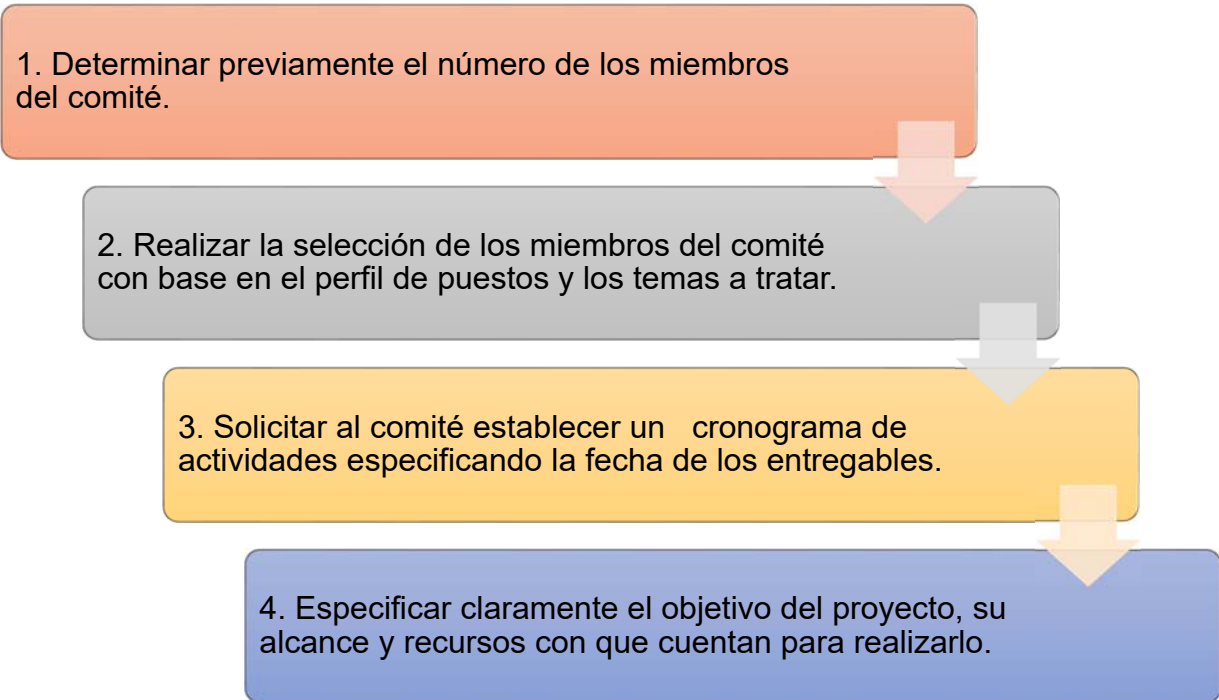 1. Determinar previamente el número de los miembros
del comité.
2. Realizar la selección de los miembros del comité
con base en el perfil de puestos y los temas a tratar.
3. Solicitar al comité establecer un   cronograma de
actividades especificando la fecha de los entregables.
4. Especificar claramente el objetivo del proyecto, su
alcance y recursos con que cuentan para realizarlo.